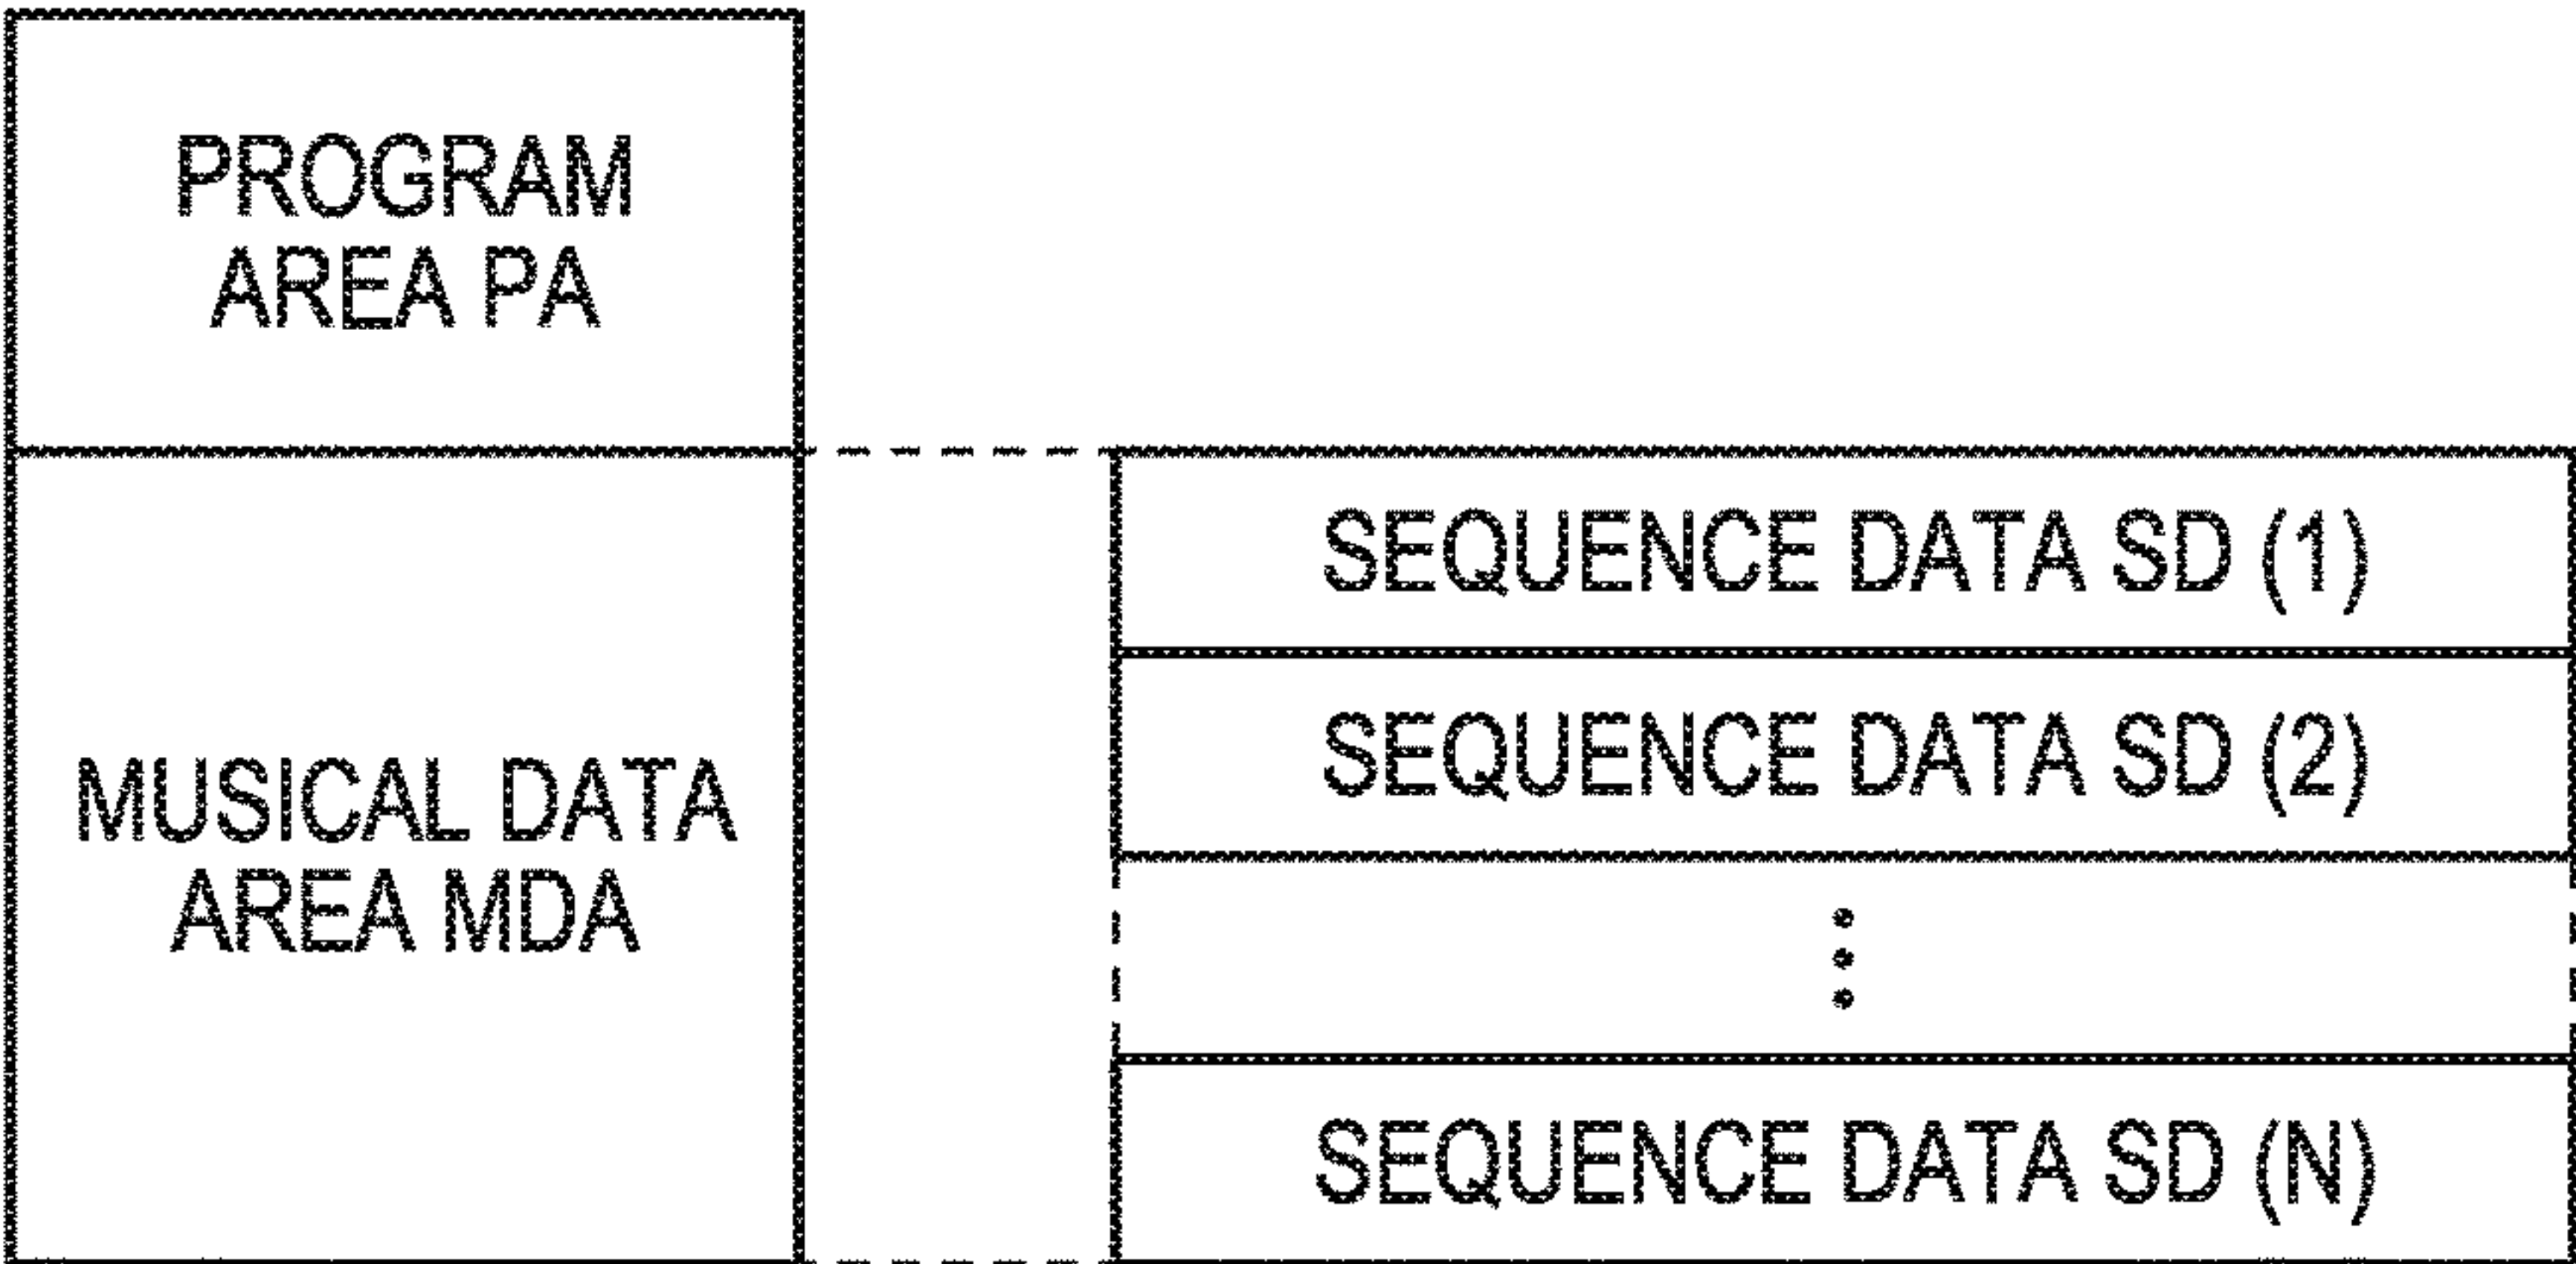 PROGRAM
AREA PA
MUSICAL DATA
AREA MDA
SEQUENCE DATA SD (1)
SEQUENCE DATA SD (2)
SEQUENCE DATA SD (N)